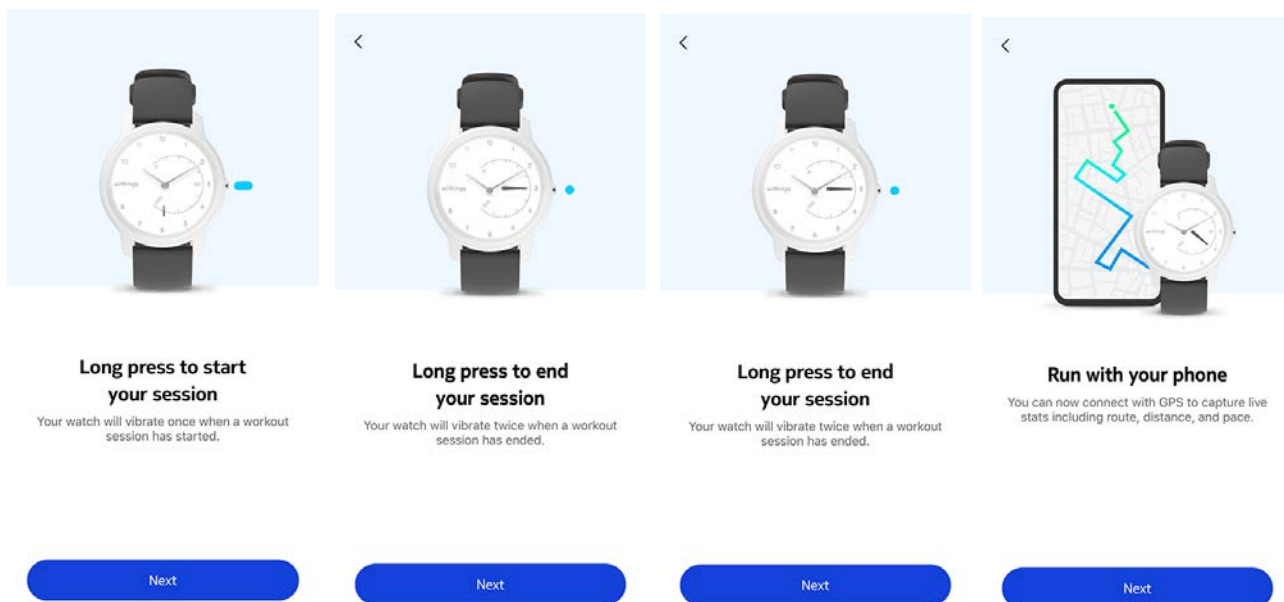 Long press to start
your session
Your watch will vibrate once when a workout
session has started.
Next
Long press to end
your session
Your watch will vibrate twice when a workout
session has ended.
Next
Long press to end
your session
Your watch will vibrate twice when a workout
session has ended.
Next
Run with your phone
You can now connect with GPS to capture live
stats including route, distance, and pace.
Next